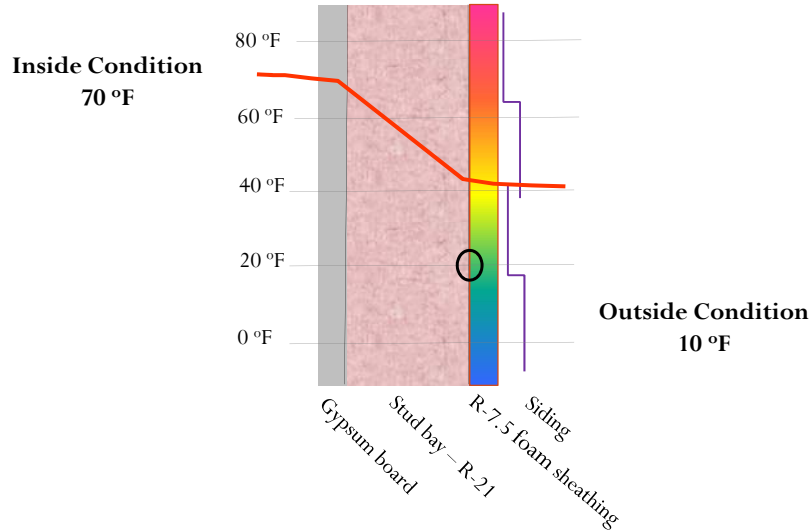 80 ºF
Inside Condition
70 ºF
60 ºF
40 ºF
20 ºF
0 ºF
Outside Condition
10 ºF
Gypsum board
Stud bay – R-21
R-7.5 foam sheathing
Siding